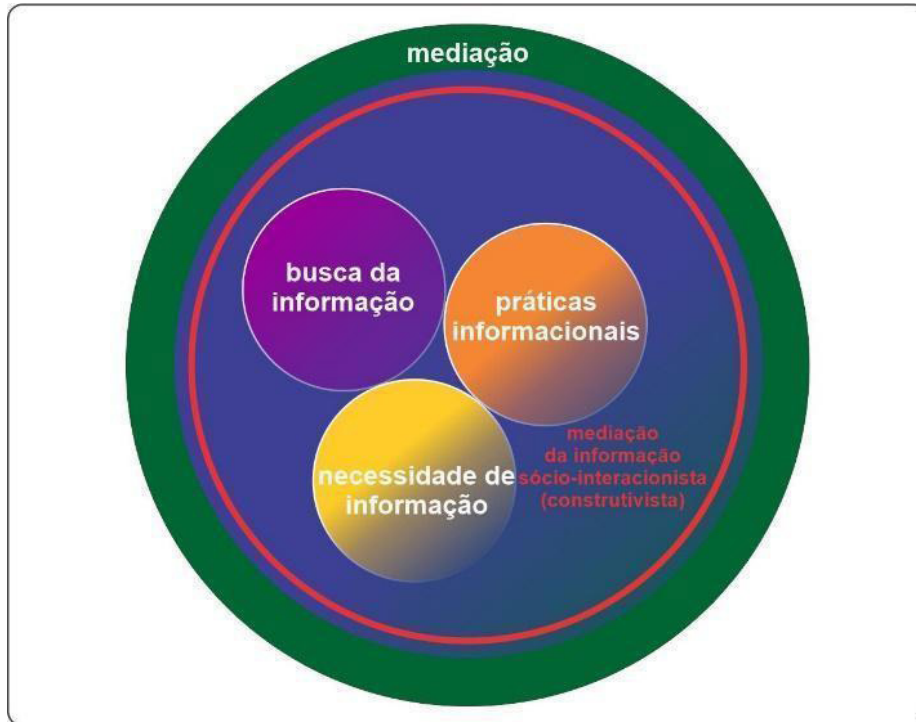 mediação
busca da
informação
práticas
informacionais
mediação
da informação
sócio-interacionista
(construtivista)
necessidade de
informação